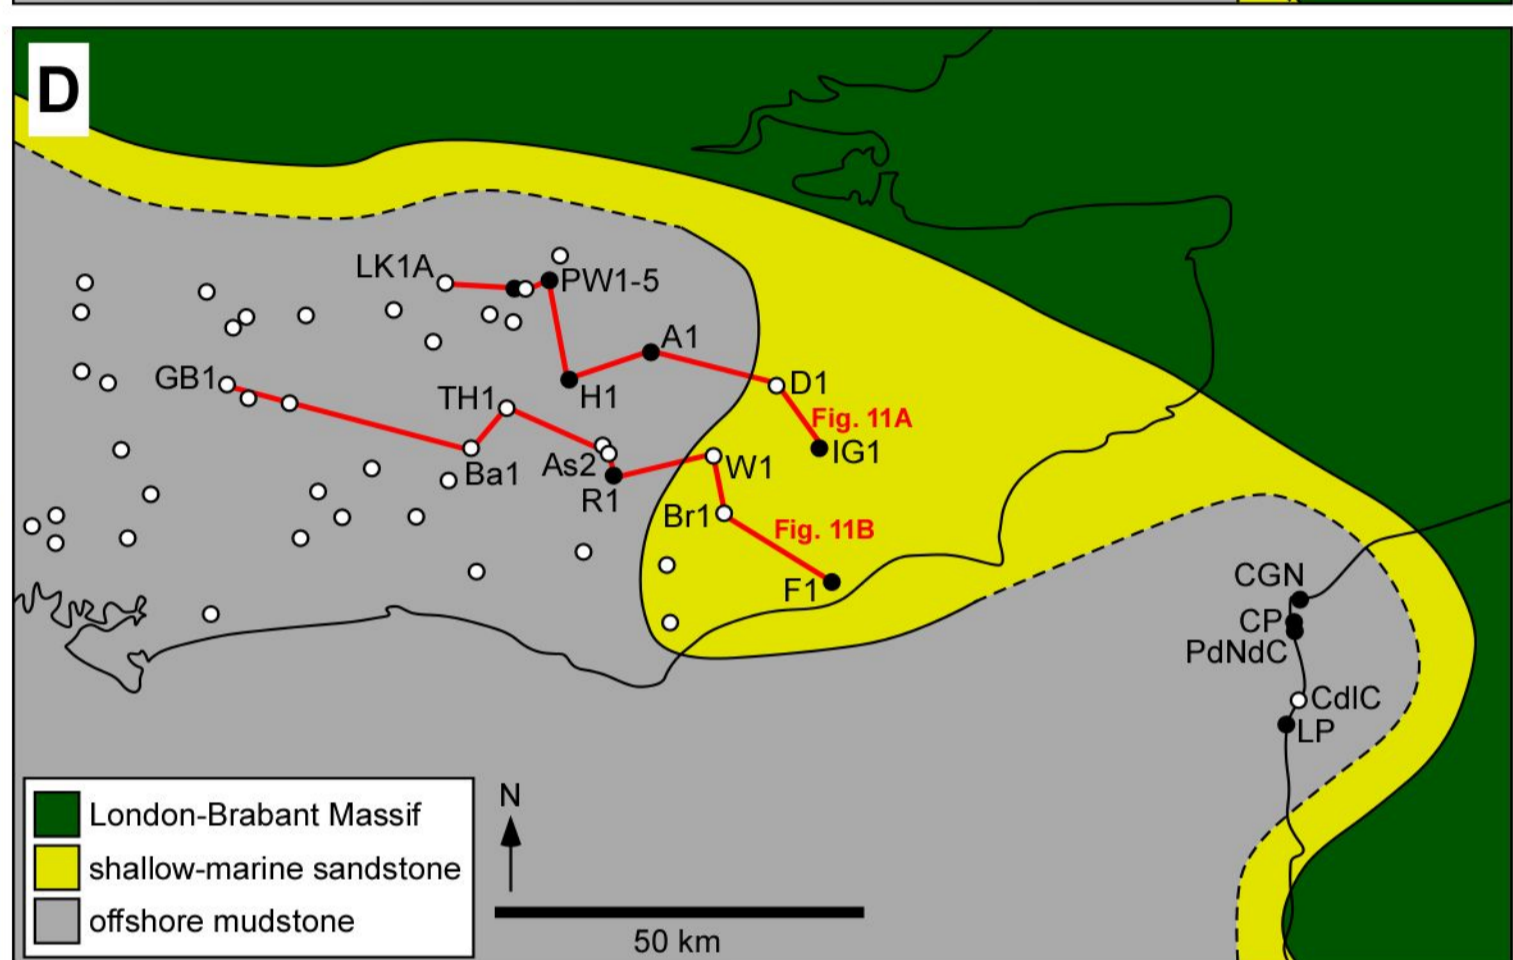 D
LK1A
PW1-5
A1
GB1
TH1
H1
D1
Fig. 11A
IG1
As2
Ba1
R1
W1
Br1
Fig. 11B
F1
CGN
CP
PdNdC
CdlC
LP
London-Brabant Massif
shallow-marine sandstone
offshore mudstone
N
50 km